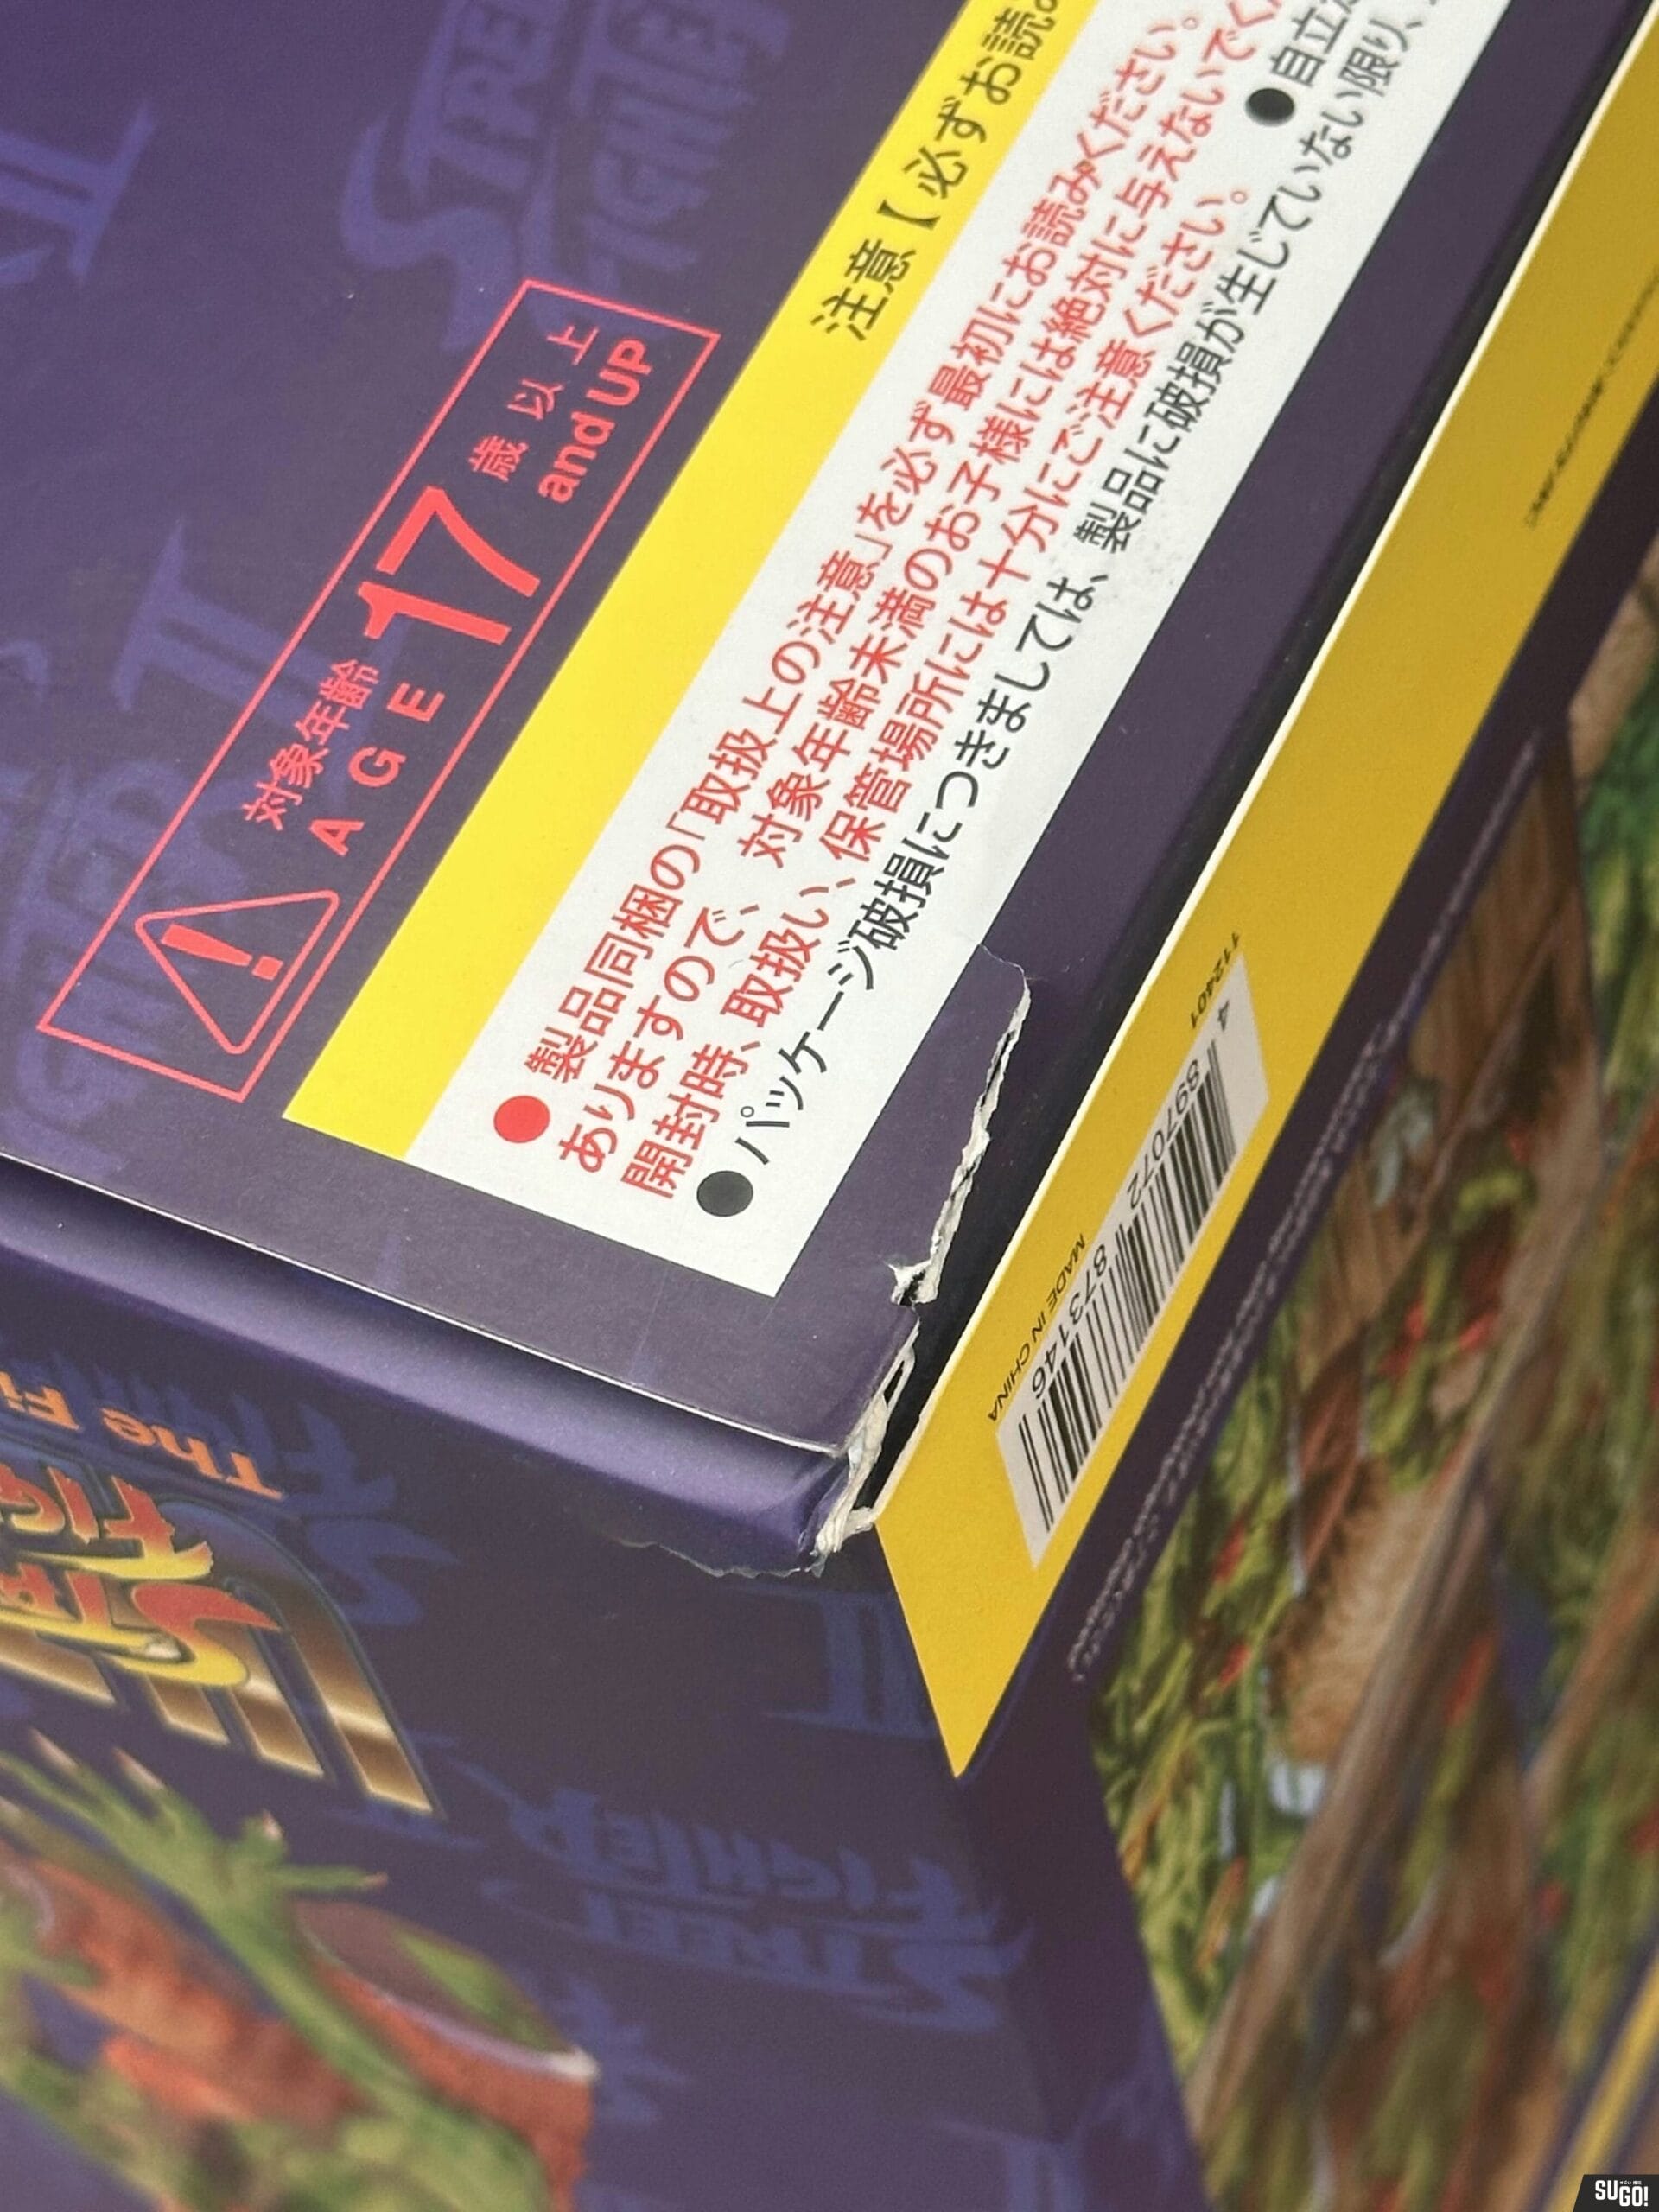 対象年齢 17 歳以上
AGE and UP
注意【必ずお読
●製品同梱の「取扱上の注意」を必ず最初にお読みください。
ありますので、対象年齢未満のお子様には絶対に与えないでく
開封時、取扱い、保管場所には十分にご注意ください。
●パッケージ破損につきましては、製品に破損が生じていない限り、
●自立
112401
4 897072 873146
MADE IN CHINA
The Fi
STREET
FIGHTER
II
SUGO!